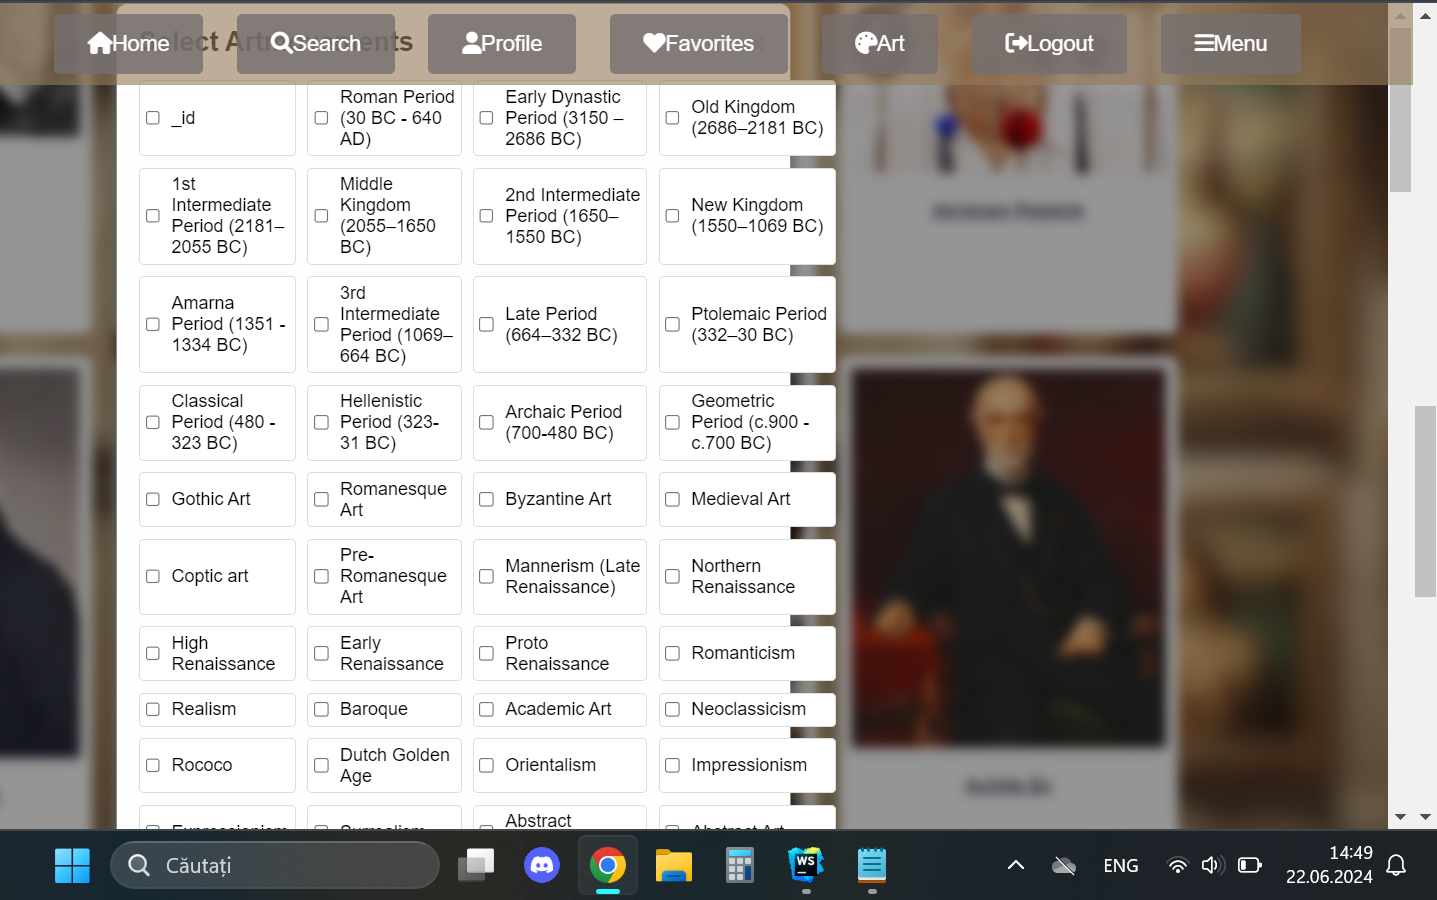 Home
Search
Profile
Favorites
Art
Logout
Menu
_id
Roman Period
(30 BC - 640
AD)
Early Dynastic
Period (3150 –
2686 BC)
Old Kingdom
(2686–2181 BC)
1st
Intermediate
Period (2181–
2055 BC)
Middle
Kingdom
(2055–1650
BC)
2nd Intermediate
Period (1650–
1550 BC)
New Kingdom
(1550–1069 BC)
Amarna
Period (1351 -
1334 BC)
3rd
Intermediate
Period (1069–
664 BC)
Late Period
(664–332 BC)
Ptolemaic Period
(332–30 BC)
Classical
Period (480 -
323 BC)
Hellenistic
Period (323-
31 BC)
Archaic Period
(700-480 BC)
Geometric
Period (c.900 -
c.700 BC)
Gothic Art
Romanesque
Art
Byzantine Art
Medieval Art
Coptic art
Pre-
Romanesque
Art
Mannerism (Late
Renaissance)
Northern
Renaissance
High
Renaissance
Early
Renaissance
Proto
Renaissance
Romanticism
Realism
Baroque
Academic Art
Neoclassicism
Rococo
Dutch Golden
Age
Orientalism
Impressionism
Expressionism
Surrealism
Abstract
Abstract Art
Căutați
WS
ENG
14:49
22.06.2024